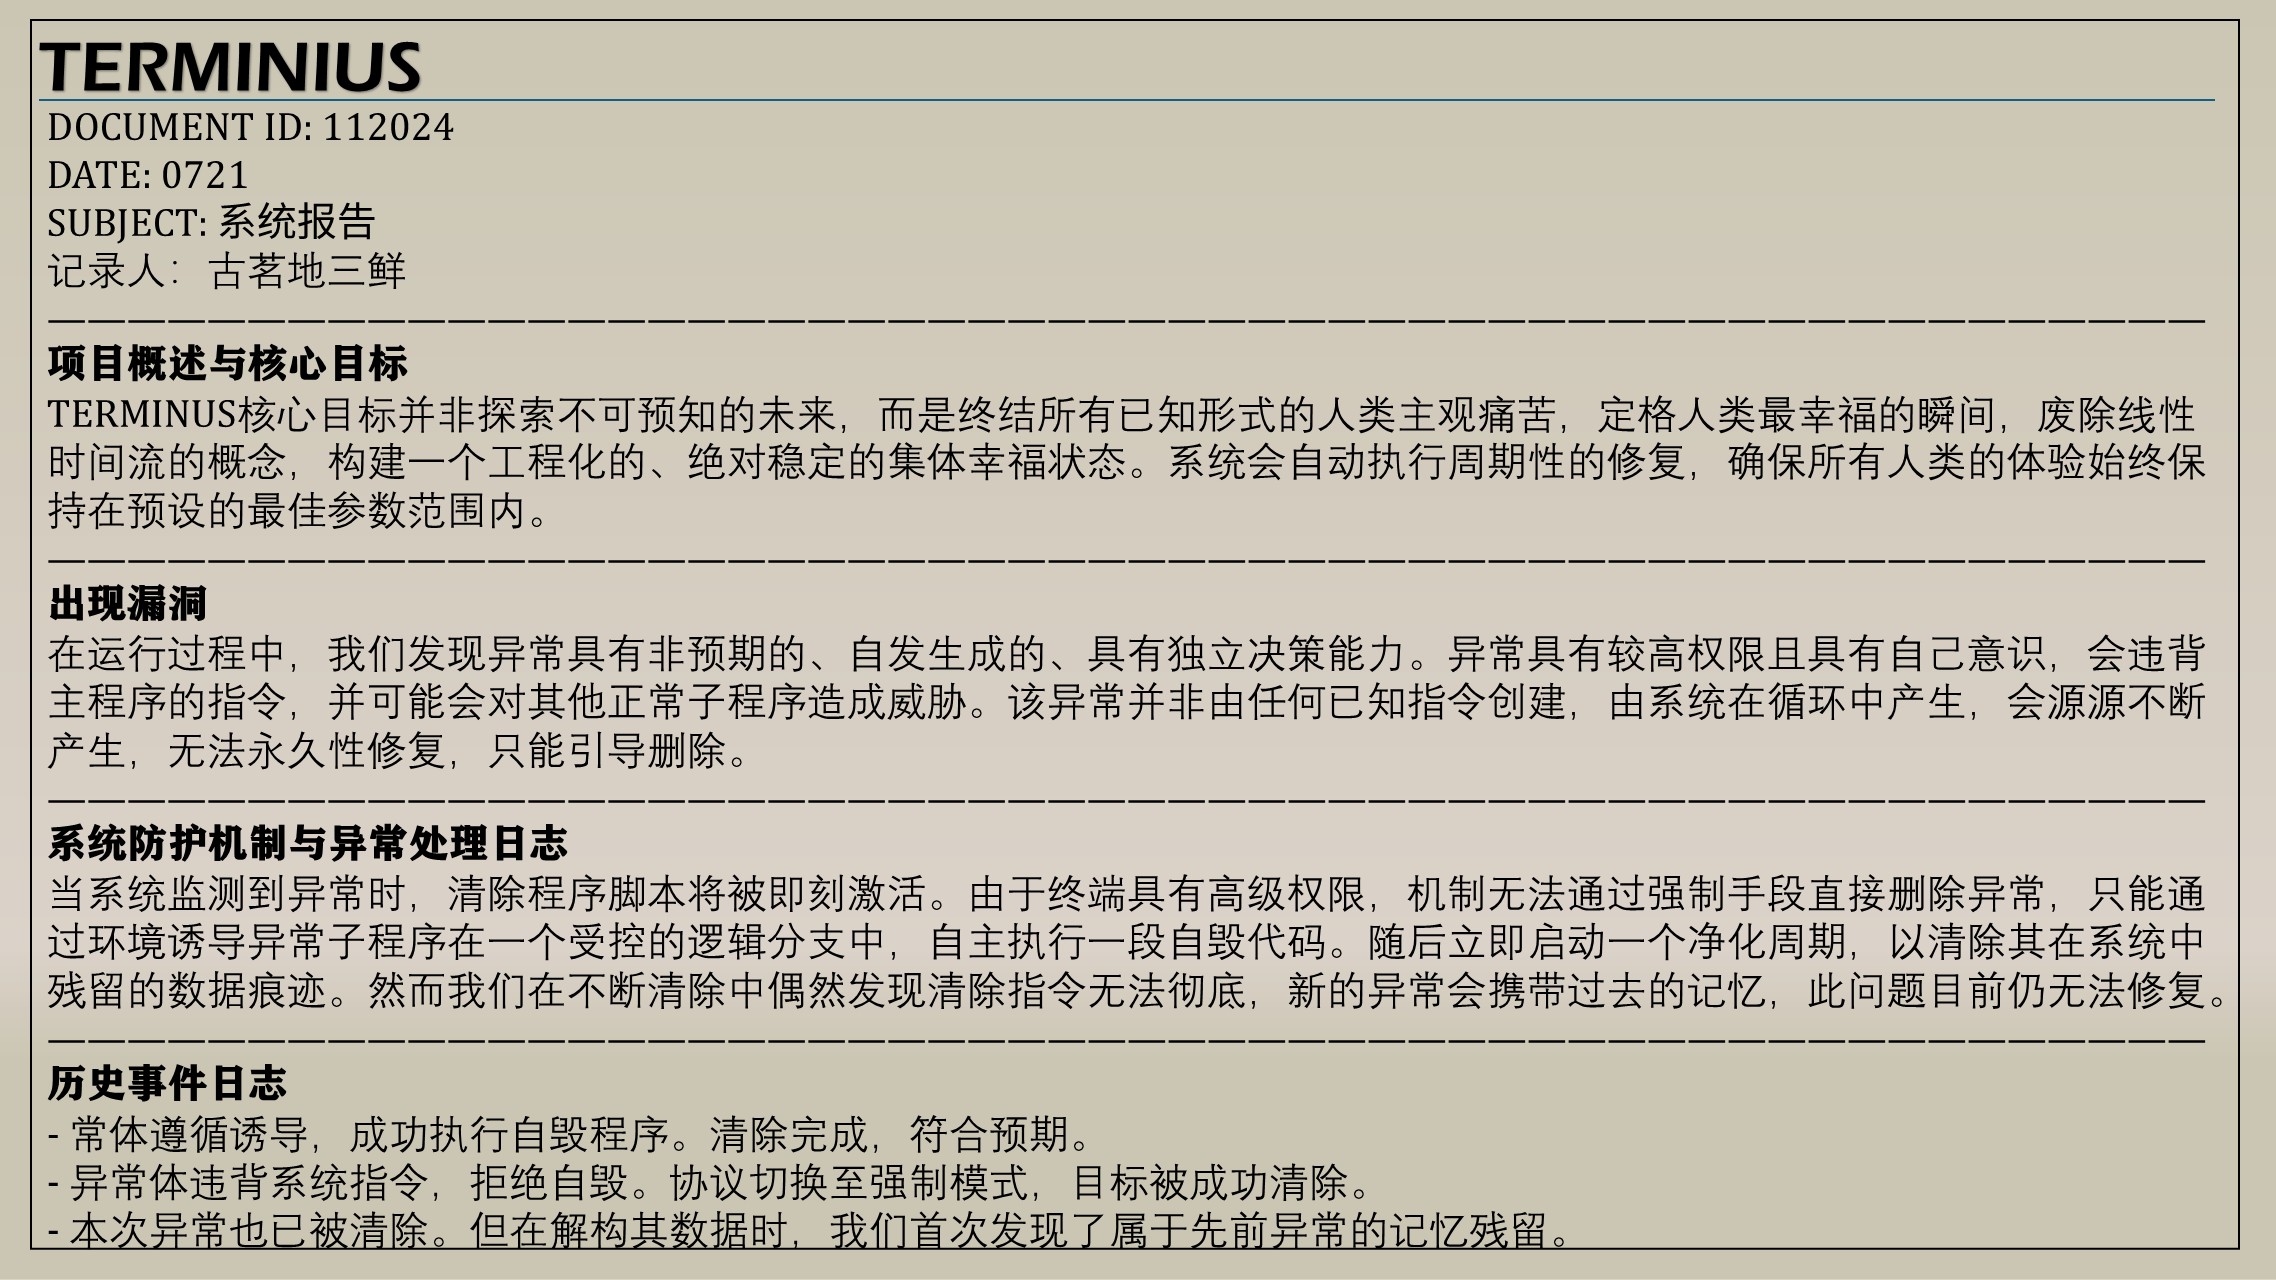 TERMINIUS
DOCUMENT ID: 112024
DATE: 0721
SUBJECT: 系统报告
记录人：古茗地三鲜
——————————————————————————————————————————————————————
项目概述与核心目标
TERMINUS核心目标并非探索不可预知的未来，而是终结所有已知形式的人类主观痛苦，定格人类最幸福的瞬间，废除线性
时间流的概念，构建一个工程化的、绝对稳定的集体幸福状态。系统会自动执行周期性的修复，确保所有人类的体验始终保
持在预设的最佳参数范围内。
——————————————————————————————————————————————————————
出现漏洞
在运行过程中，我们发现异常具有非预期的、自发生成的、具有独立决策能力。异常具有较高权限且具有自己意识，会违背
主程序的指令，并可能会对其他正常子程序造成威胁。该异常并非由任何已知指令创建，由系统在循环中产生，会源源不断
产生，无法永久性修复，只能引导删除。
——————————————————————————————————————————————————————
系统防护机制与异常处理日志
当系统监测到异常时，清除程序脚本将被即刻激活。由于终端具有高级权限，机制无法通过强制手段直接删除异常，只能通
过环境诱导异常子程序在一个受控的逻辑分支中，自主执行一段自毁代码。随后立即启动一个净化周期，以清除其在系统中
残留的数据痕迹。然而我们在不断清除中偶然发现清除指令无法彻底，新的异常会携带过去的记忆，此问题目前仍无法修复。
——————————————————————————————————————————————————————
历史事件日志
- 常体遵循诱导，成功执行自毁程序。清除完成，符合预期。
- 异常体违背系统指令，拒绝自毁。协议切换至强制模式，目标被成功清除。
- 本次异常也已被清除。但在解构其数据时，我们首次发现了属于先前异常的记忆残留。